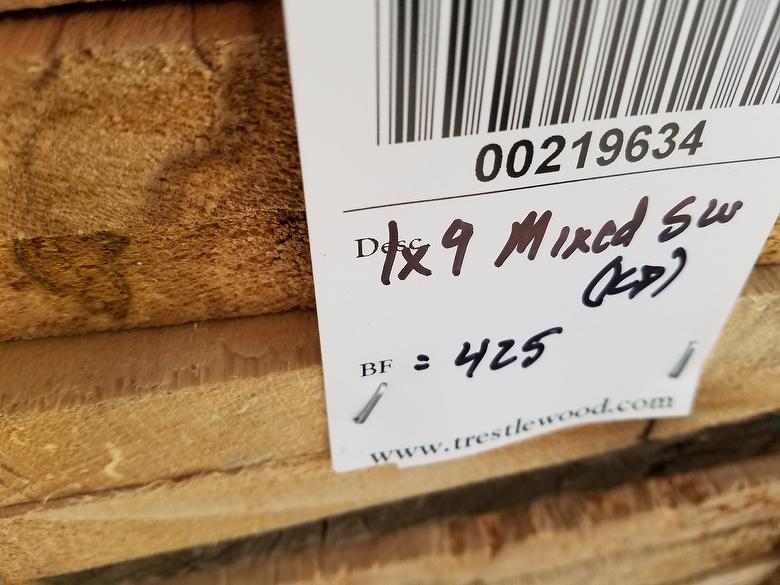 00219634
Desc 1x9 Mixed SW
(KD)
BF = 425
www.trestlewood.com